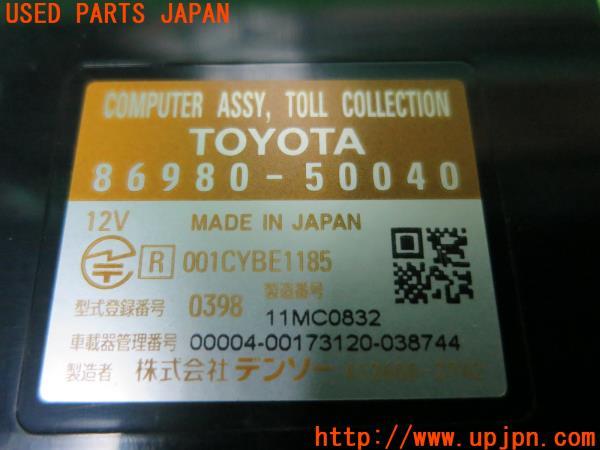 USED PARTS JAPAN
COMPUTER ASSY, TOLL COLLECTION
TOYOTA
86980-50040
12V MADE IN JAPAN
R 001CYBE1185
型式登録番号 0398 製造番号 11MC0832
車載器管理番号 00004-00173120-038744
製造者 株式会社 デンソー
http://www.upjpn.com